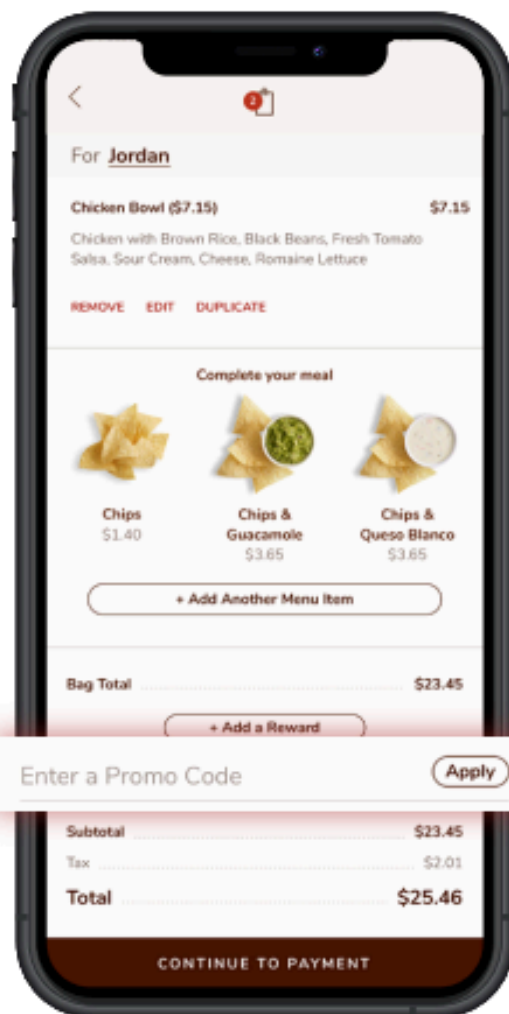 2
For Jordan
Chicken Bowl ($7.15) $7.15
Chicken with Brown Rice, Black Beans, Fresh Tomato
Salsa, Sour Cream, Cheese, Romaine Lettuce
REMOVE EDIT DUPLICATE
Complete your meal
Chips
$1.40
Chips &
Guacamole
$3.65
Chips &
Queso Blanco
$3.65
+ Add Another Menu Item
Bag Total $23.45
+ Add a Reward
Enter a Promo Code Apply
Subtotal $23.45
Tax $2.01
Total $25.46
CONTINUE TO PAYMENT